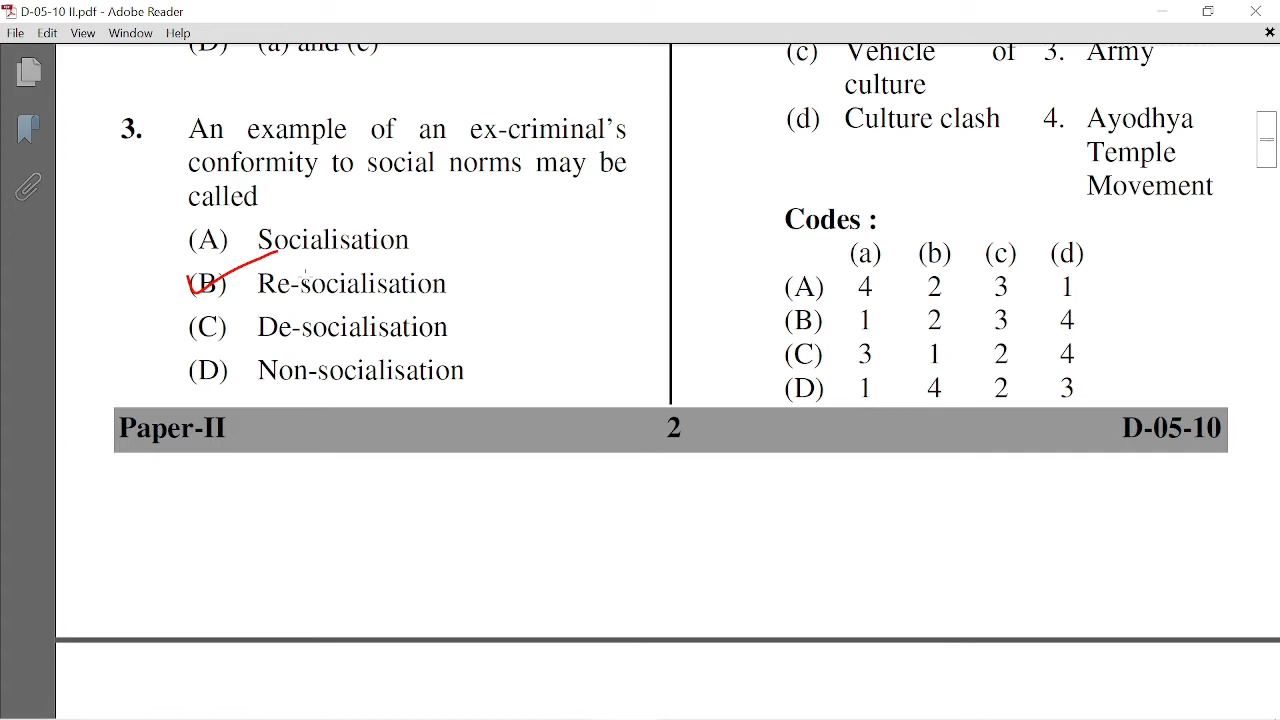 D-05-10 II.pdf - Adobe Reader
File Edit View Window Help
(D) (a) and (c)
3. An example of an ex-criminal's
conformity to social norms may be
called
(A) Socialisation
(B) Re-socialisation
(C) De-socialisation
(D) Non-socialisation
(c) Vehicle of 3. Army
culture
(d) Culture clash 4. Ayodhya
Temple
Movement
Codes :
(a) (b) (c) (d)
(A) 4 2 3 1
(B) 1 2 3 4
(C) 3 1 2 4
(D) 1 4 2 3
Paper-II 2 D-05-10